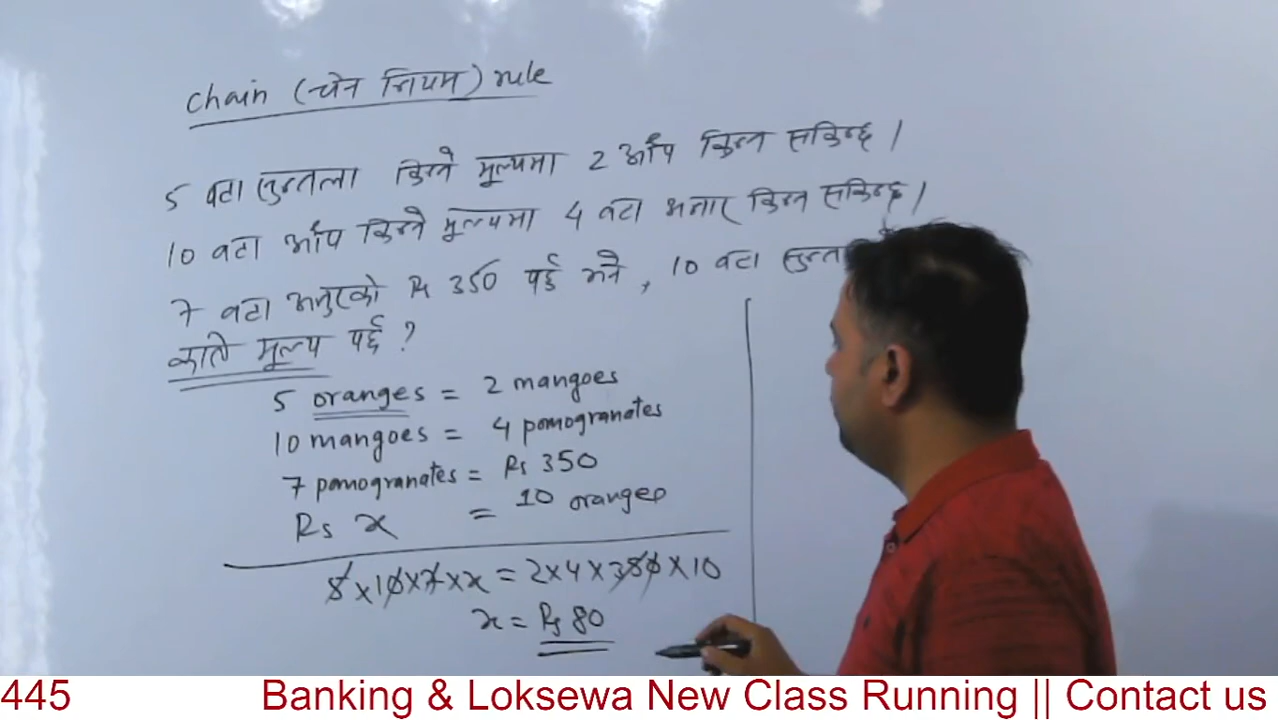 chain (चेन नियम) rule
5 वटा सुन्तला किन्ने मूल्यमा 2 आँप किन्न सकिन्छ।
10 वटा आँप किन्ने मूल्यमा 4 वटा अनार किन्न सकिन्छ।
7 वटा अनारको Rs 350 पर्छ भने, 10 वटा
कति मूल्य पर्छ?
5 oranges = 2 mangoes
10 mangoes = 4 pomogranates
7 pomogranates = Rs 350
Rs x = 10 oranges
5×10×7×x = 2×4×350×10
x = Rs 80
445 Banking & Loksewa New Class Running || Contact us